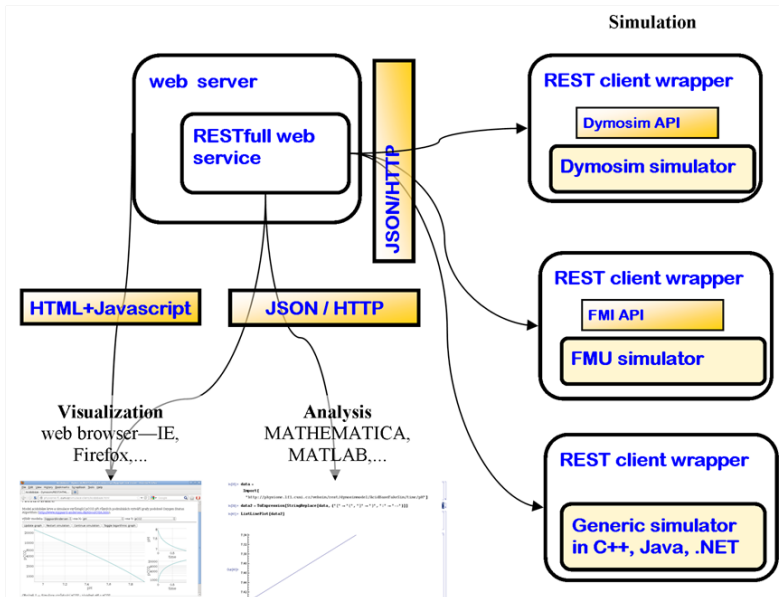 Simulation
web server
RESTfull web
service
JSON/HTTP
REST client wrapper
Dymosim API
Dymosim simulator
REST client wrapper
FMI API
FMU simulator
HTML+Javascript
JSON / HTTP
Visualization
web browser—IE,
Firefox,...
Analysis
MATHEMATICA,
MATLAB,...
REST client wrapper
Generic simulator
in C++, Java, .NET